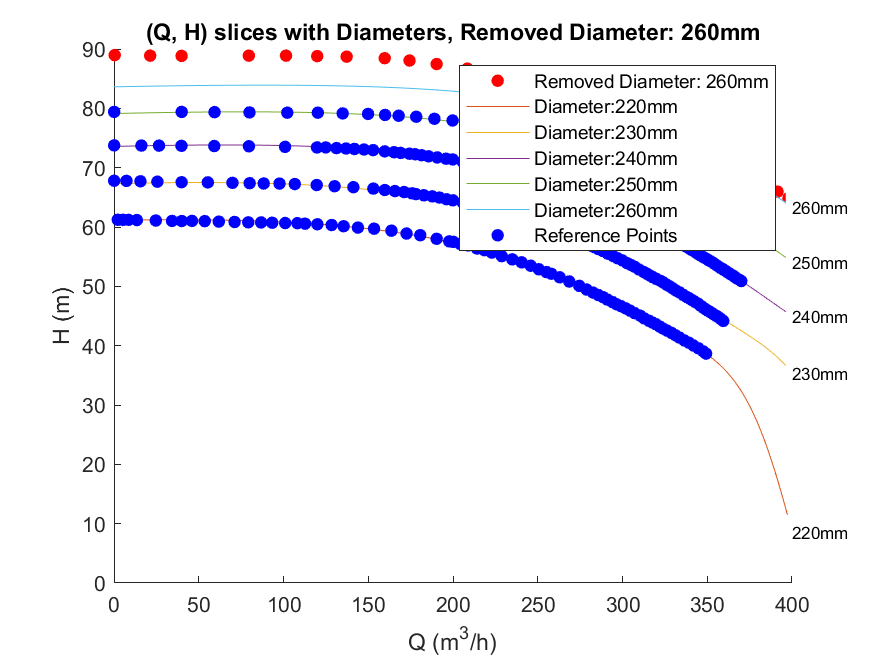 (Q, H) slices with Diameters, Removed Diameter: 260mm
90
80
70
60
50
40
30
20
10
0
H (m)
Removed Diameter: 260mm
Diameter:220mm
Diameter:230mm
Diameter:240mm
Diameter:250mm
Diameter:260mm
Reference Points
260mm
250mm
240mm
230mm
220mm
0 50 100 150 200 250 300 350 400
Q (m³/h)